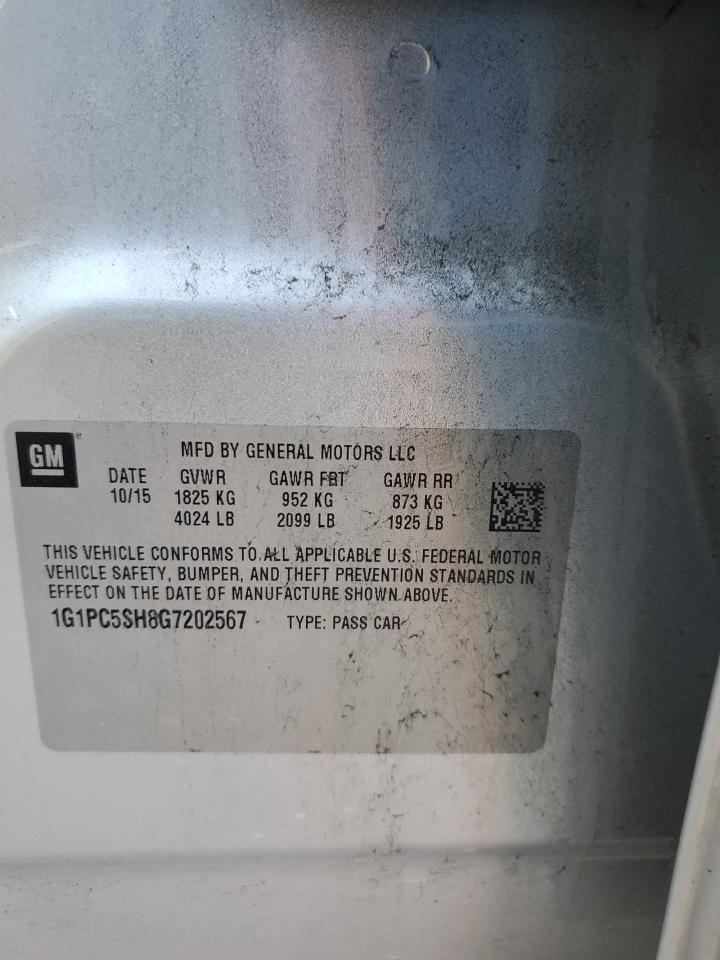 GM
MFD BY GENERAL MOTORS LLC
DATE GVWR GAWR FRT GAWR RR
10/15 1825 KG 952 KG 873 KG
4024 LB 2099 LB 1925 LB
THIS VEHICLE CONFORMS TO ALL APPLICABLE U.S. FEDERAL MOTOR
VEHICLE SAFETY, BUMPER, AND THEFT PREVENTION STANDARDS IN
EFFECT ON THE DATE OF MANUFACTURE SHOWN ABOVE.
1G1PC5SH8G7202567 TYPE: PASS CAR